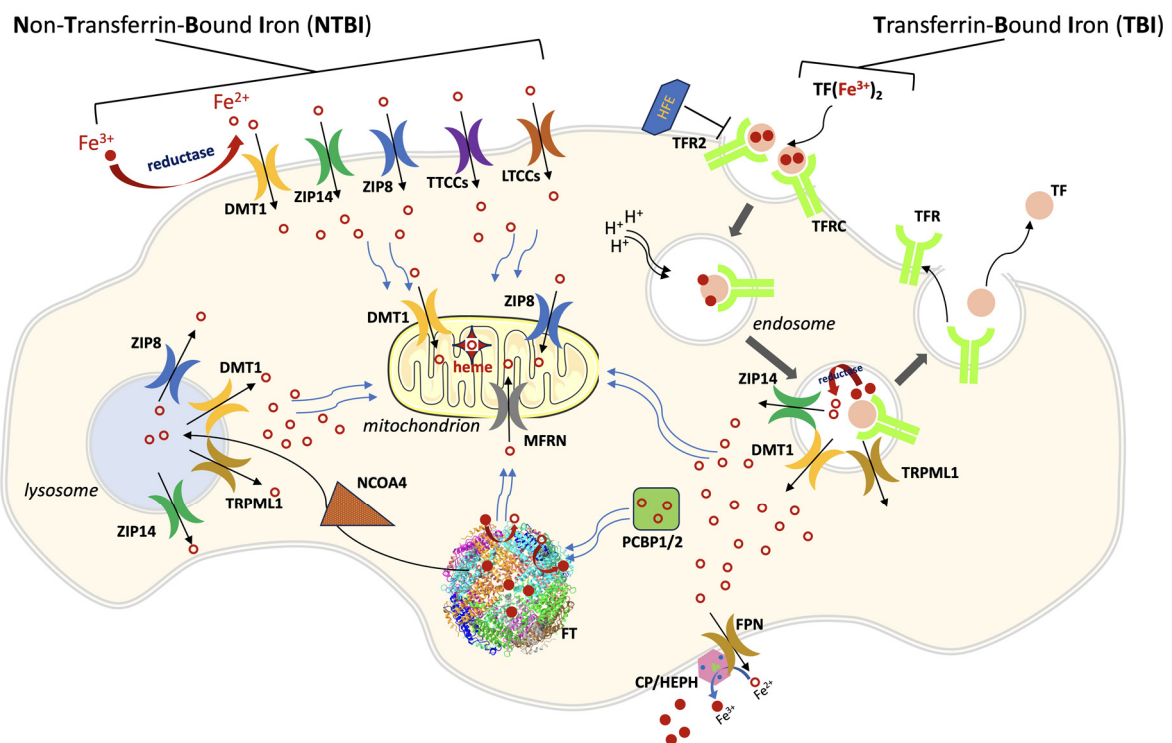 Non-Transferrin-Bound Iron (NTBI)
Transferrin-Bound Iron (TBI)
Fe2+
Fe3+
reductase
DMT1
ZIP14
ZIP8
TTCCs
LTCCs
HFE
TFR2
TF(Fe3+)2
TFRC
TFR
TF
H+
H+
H+
endosome
DMT1
ZIP8
heme
mitochondrion
MFRN
ZIP8
DMT1
lysosome
TRPML1
ZIP14
NCOA4
ZIP14
reductase
DMT1
TRPML1
PCBP1/2
FT
FPN
CP/HEPH
Fe2+
Fe3+